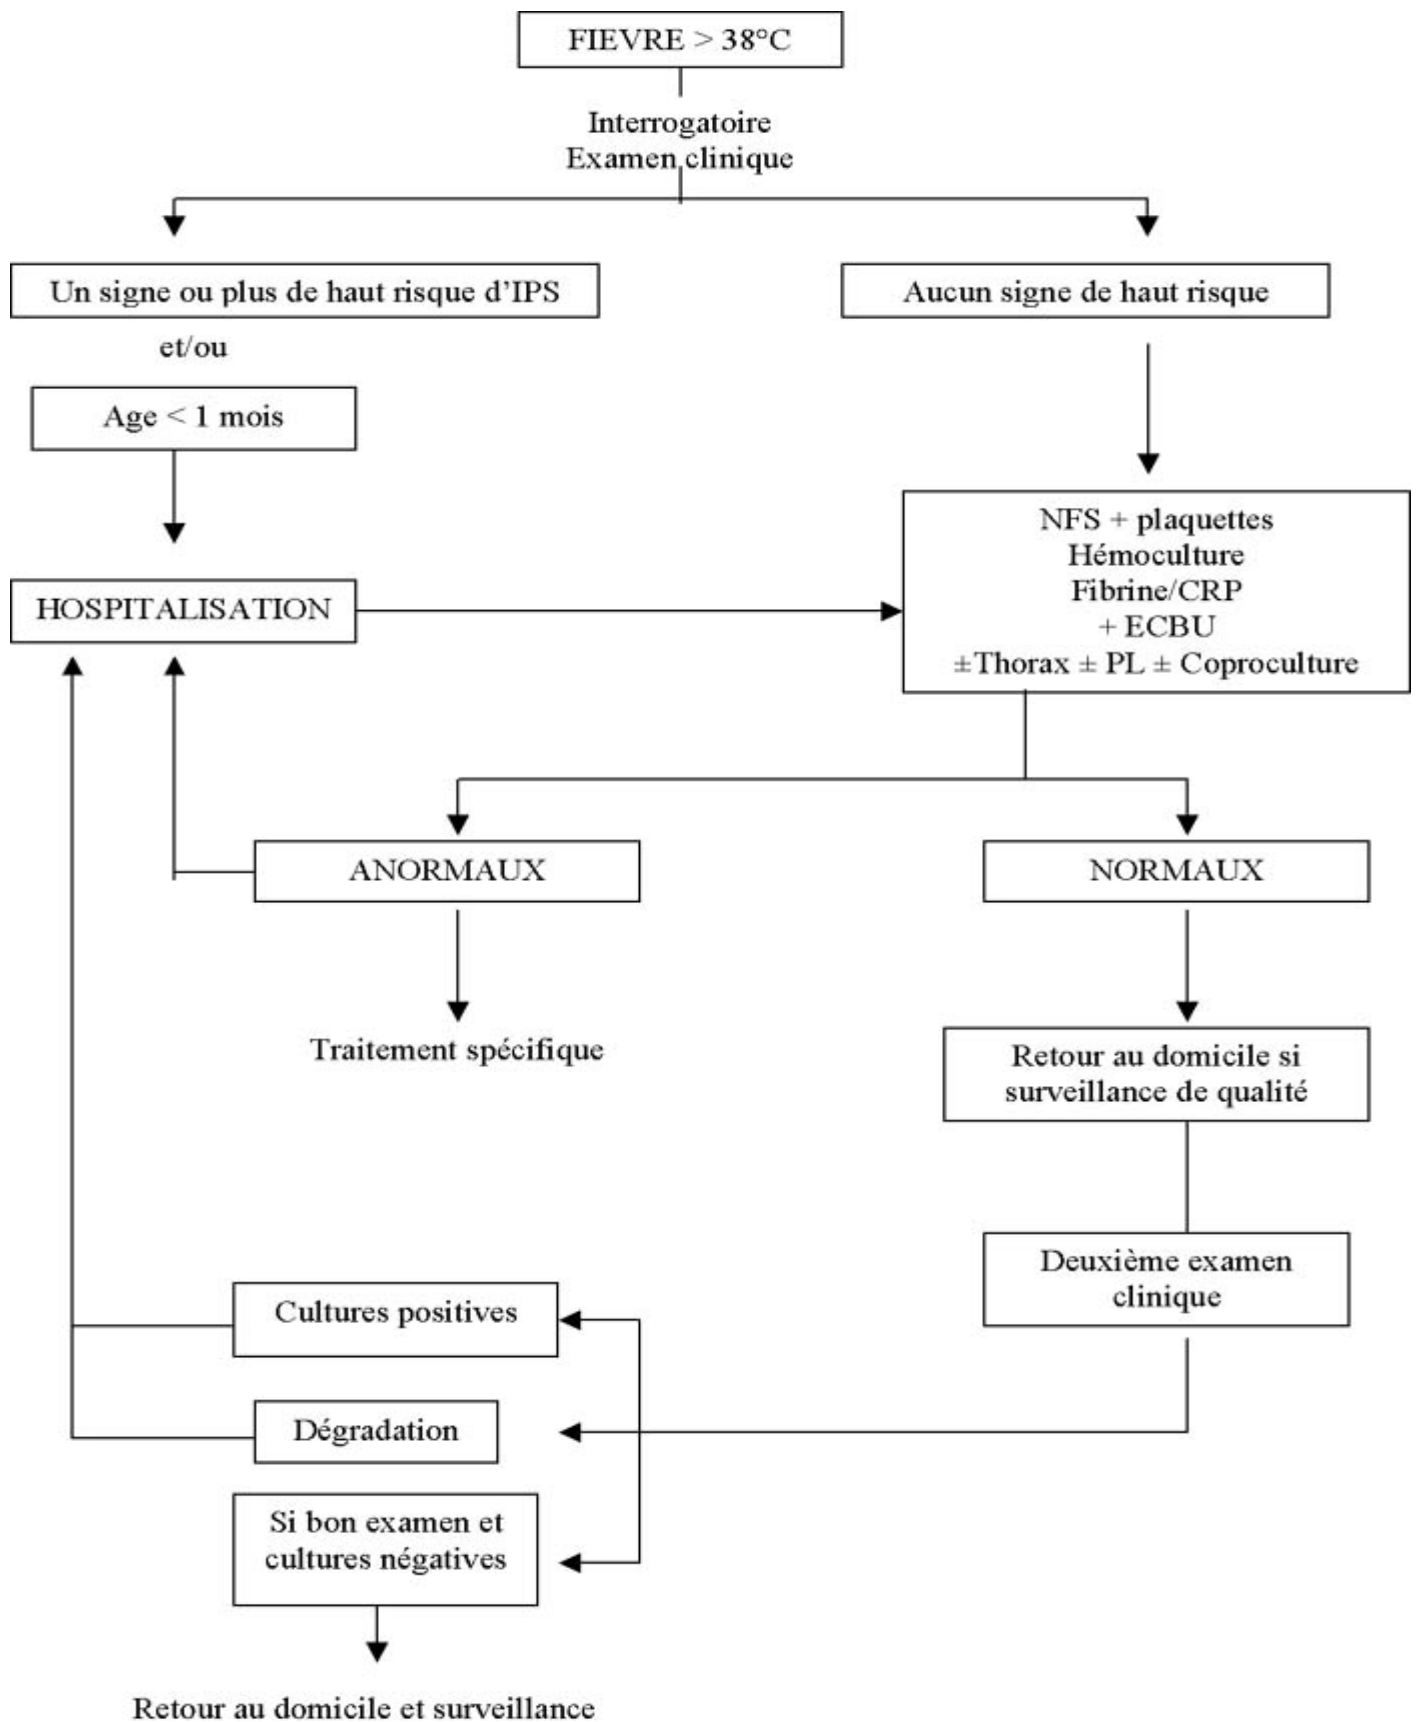 FIEVRE > 38°C
Interrogatoire
Examen clinique
Un signe ou plus de haut risque d’IPS
Aucun signe de haut risque
et/ou
Age < 1 mois
HOSPITALISATION
NFS + plaquettes
Hémoculture
Fibrine/CRP
+ ECBU
±Thorax ± PL ± Coproculture
ANORMAUX
NORMAUX
Traitement spécifique
Retour au domicile si
surveillance de qualité
Deuxième examen
clinique
Cultures positives
Dégradation
Si bon examen et
cultures négatives
Retour au domicile et surveillance